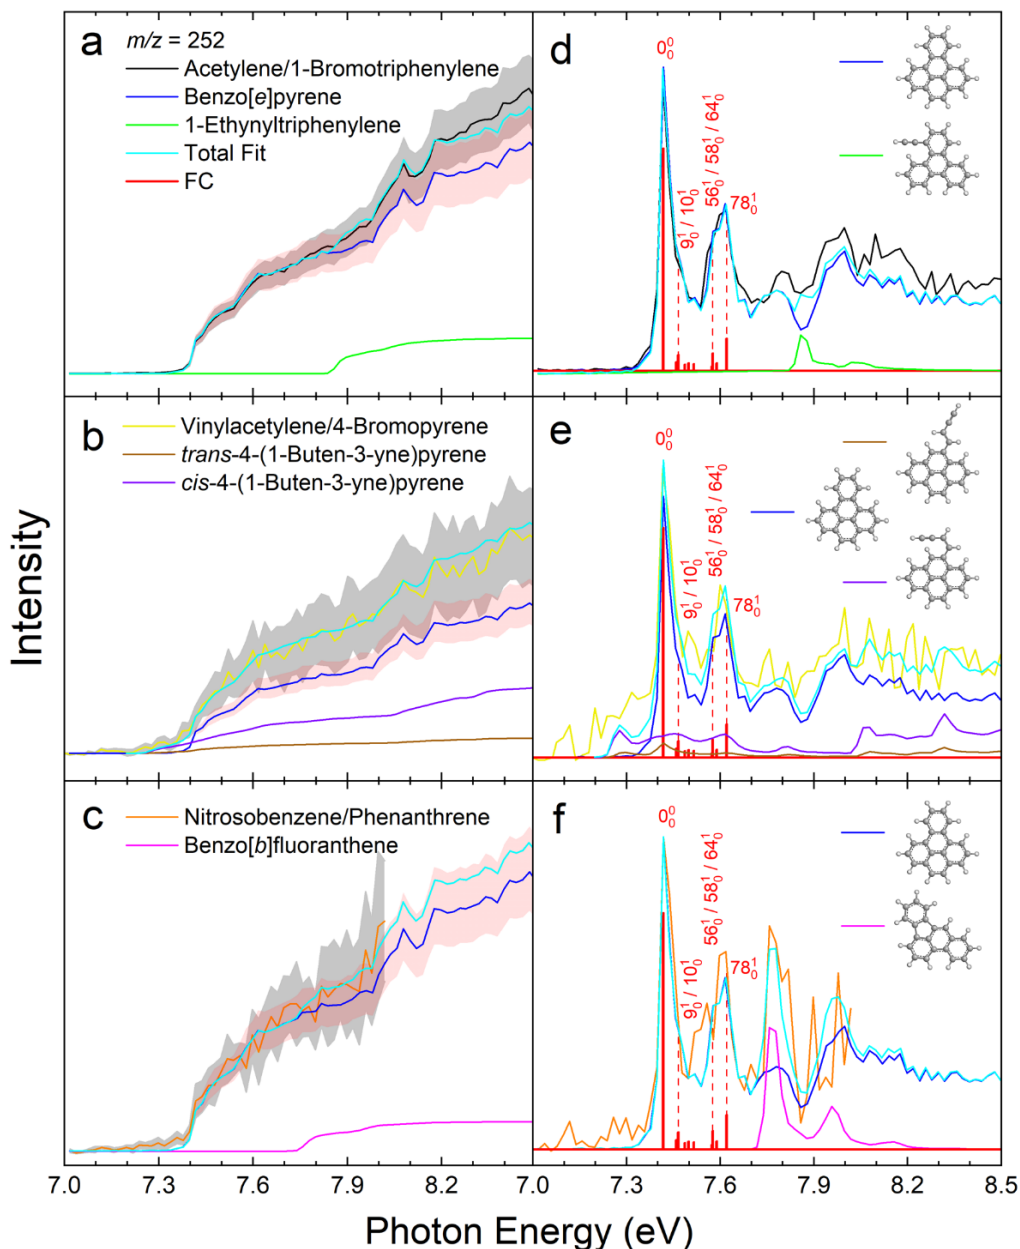 a
m/z = 252
Acetylene/1-Bromotriphenylene
Benzo[e]pyrene
1-Ethynyltriphenylene
Total Fit
FC
d
0⁰₀
9¹₀ / 10¹₀
56¹₀ / 58¹₀ / 64¹₀
78¹₀
b
Vinylacetylene/4-Bromopyrene
trans-4-(1-Buten-3-yne)pyrene
cis-4-(1-Buten-3-yne)pyrene
e
0⁰₀
9¹₀ / 10¹₀
56¹₀ / 58¹₀ / 64¹₀
78¹₀
c
Nitrosobenzene/Phenanthrene
Benzo[b]fluoranthene
f
0⁰₀
9¹₀ / 10¹₀
56¹₀ / 58¹₀ / 64¹₀
78¹₀
Intensity
7.0 7.3 7.6 7.9 8.2 7.0 7.3 7.6 7.9 8.2 8.5
Photon Energy (eV)